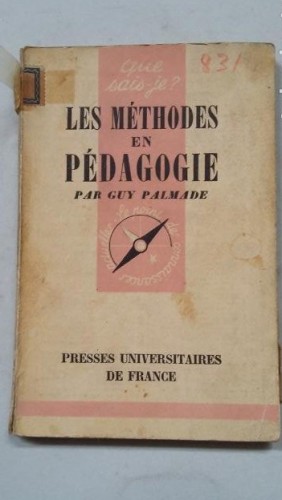 que
sais-je?
831
LES MÉTHODES
EN
PÉDAGOGIE
PAR GUY PALMADE
PRESSES UNIVERSITAIRES
DE FRANCE